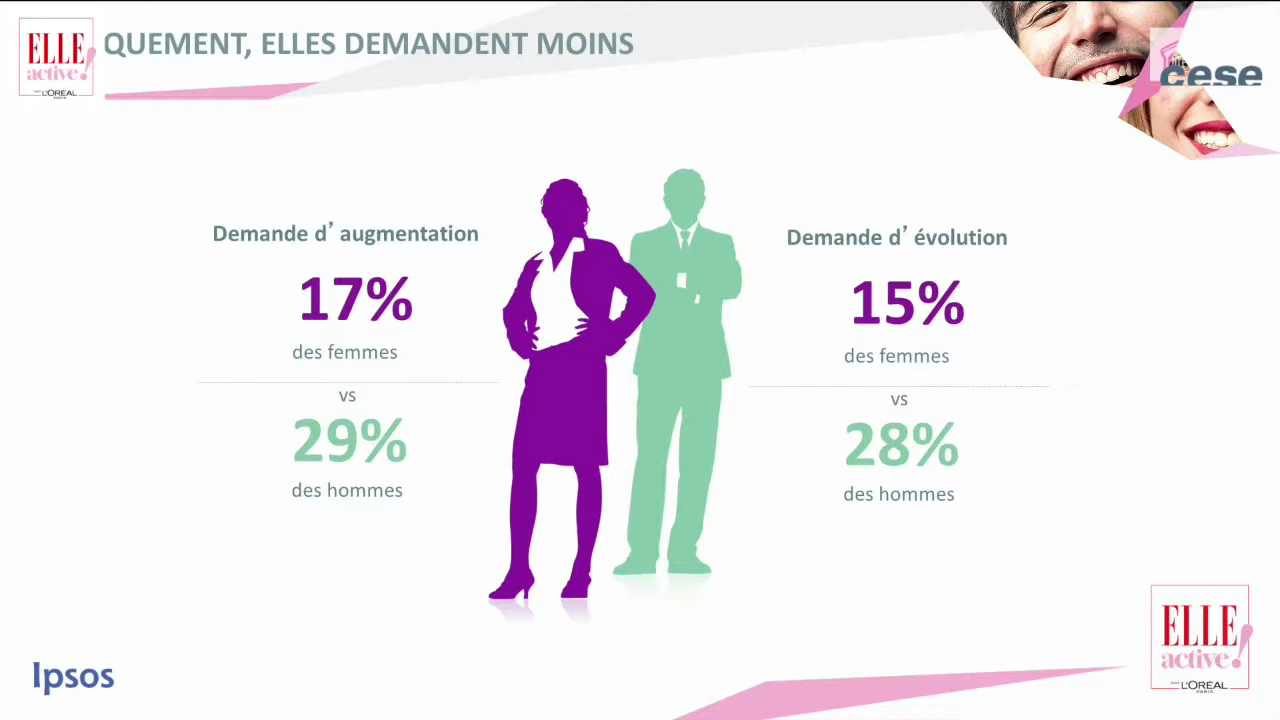 ELLE
active!
L'ORÉAL
PARIS
QUEMENT, ELLES DEMANDENT MOINS
cese
Demande d’augmentation
17%
des femmes
vs
29%
des hommes
Demande d’évolution
15%
des femmes
vs
28%
des hommes
Ipsos
ELLE
active!
L'ORÉAL
PARIS